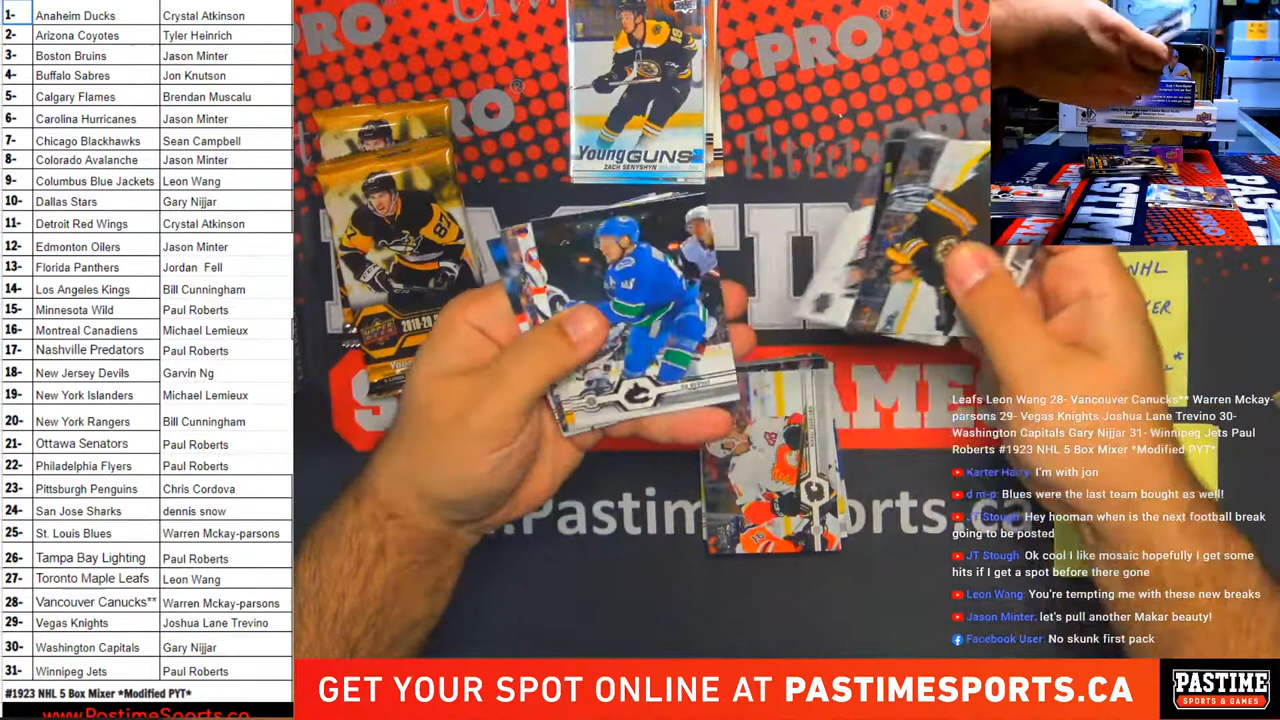 1- Anaheim Ducks Crystal Atkinson
2- Arizona Coyotes Tyler Heinrich
3- Boston Bruins Jason Minter
4- Buffalo Sabres Jon Knutson
5- Calgary Flames Brendan Muscalu
6- Carolina Hurricanes Jason Minter
7- Chicago Blackhawks Sean Campbell
8- Colorado Avalanche Jason Minter
9- Columbus Blue Jackets Leon Wang
10- Dallas Stars Gary Nijjar
11- Detroit Red Wings Crystal Atkinson
12- Edmonton Oilers Jason Minter
13- Florida Panthers Jordan Fell
14- Los Angeles Kings Bill Cunningham
15- Minnesota Wild Paul Roberts
16- Montreal Canadiens Michael Lemieux
17- Nashville Predators Paul Roberts
18- New Jersey Devils Garvin Ng
19- New York Islanders Michael Lemieux
20- New York Rangers Bill Cunningham
21- Ottawa Senators Paul Roberts
22- Philadelphia Flyers Paul Roberts
23- Pittsburgh Penguins Chris Cordova
24- San Jose Sharks dennis snow
25- St. Louis Blues Warren Mckay-parsons
26- Tampa Bay Lighting Paul Roberts
27- Toronto Maple Leafs Leon Wang
28- Vancouver Canucks** Warren Mckay-parsons
29- Vegas Knights Joshua Lane Trevino
30- Washington Capitals Gary Nijjar
31- Winnipeg Jets Paul Roberts
#1923 NHL 5 Box Mixer *Modified PYT*
www.PastimeSports.ca
PRO
PRO
Young GUNS
ZACH SENYSHYN
87
NHL
Leafs Leon Wang 28- Vancouver Canucks** Warren Mckay-
parsons 29- Vegas Knights Joshua Lane Trevino 30-
Washington Capitals Gary Nijjar 31- Winnipeg Jets Paul
Roberts #1923 NHL 5 Box Mixer *Modified PYT*
Karter Harry I'm with jon
d m-p: Blues were the last team bought as well!
JT Stough Hey hooman when is the next football break
going to be posted
JT Stough Ok cool I like mosaic hopefully I get some
hits if I get a spot before there gone
Leon Wang: You're tempting me with these new breaks
Jason Minter: let's pull another Makar beauty!
Facebook User: No skunk first pack
GET YOUR SPOT ONLINE AT PASTIMESPORTS.CA
PASTIME
SPORTS & GAMES